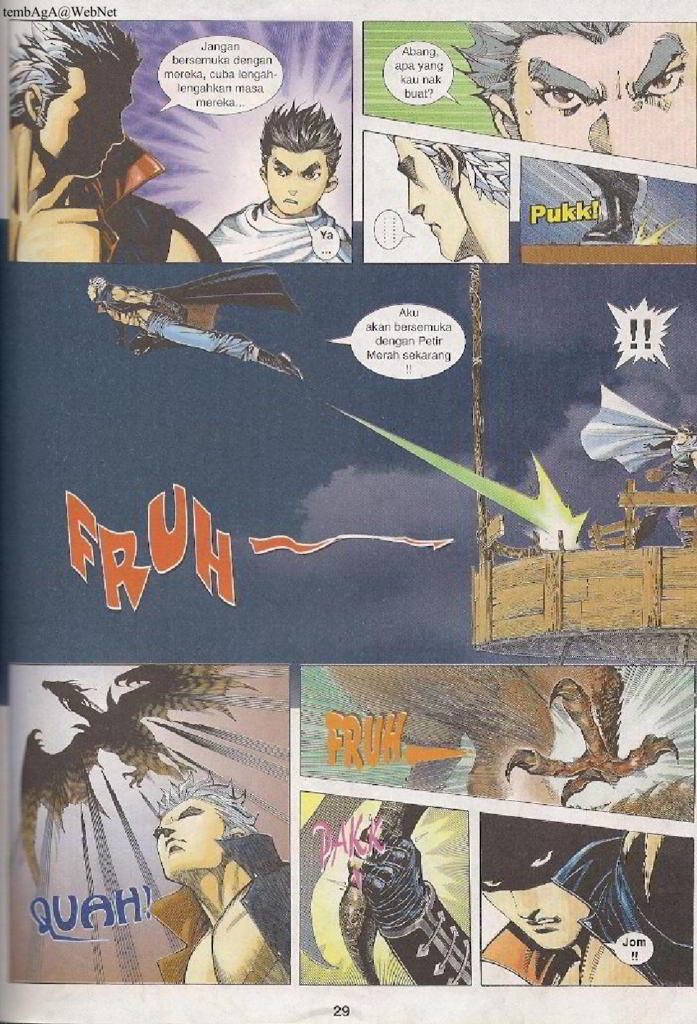 tembAgA@WebNet
Jangan
bersemuka dengan
mereka, cuba lengah-
lengahkan masa
mereka...
Ya
...
Abang,
apa yang
kau nak
buat?
Pukk!
Aku
akan bersemuka
dengan Petir
Merah sekarang
!!
!!
FRUH
QUAH!
FRUH
PAKK
Jom
!!
29